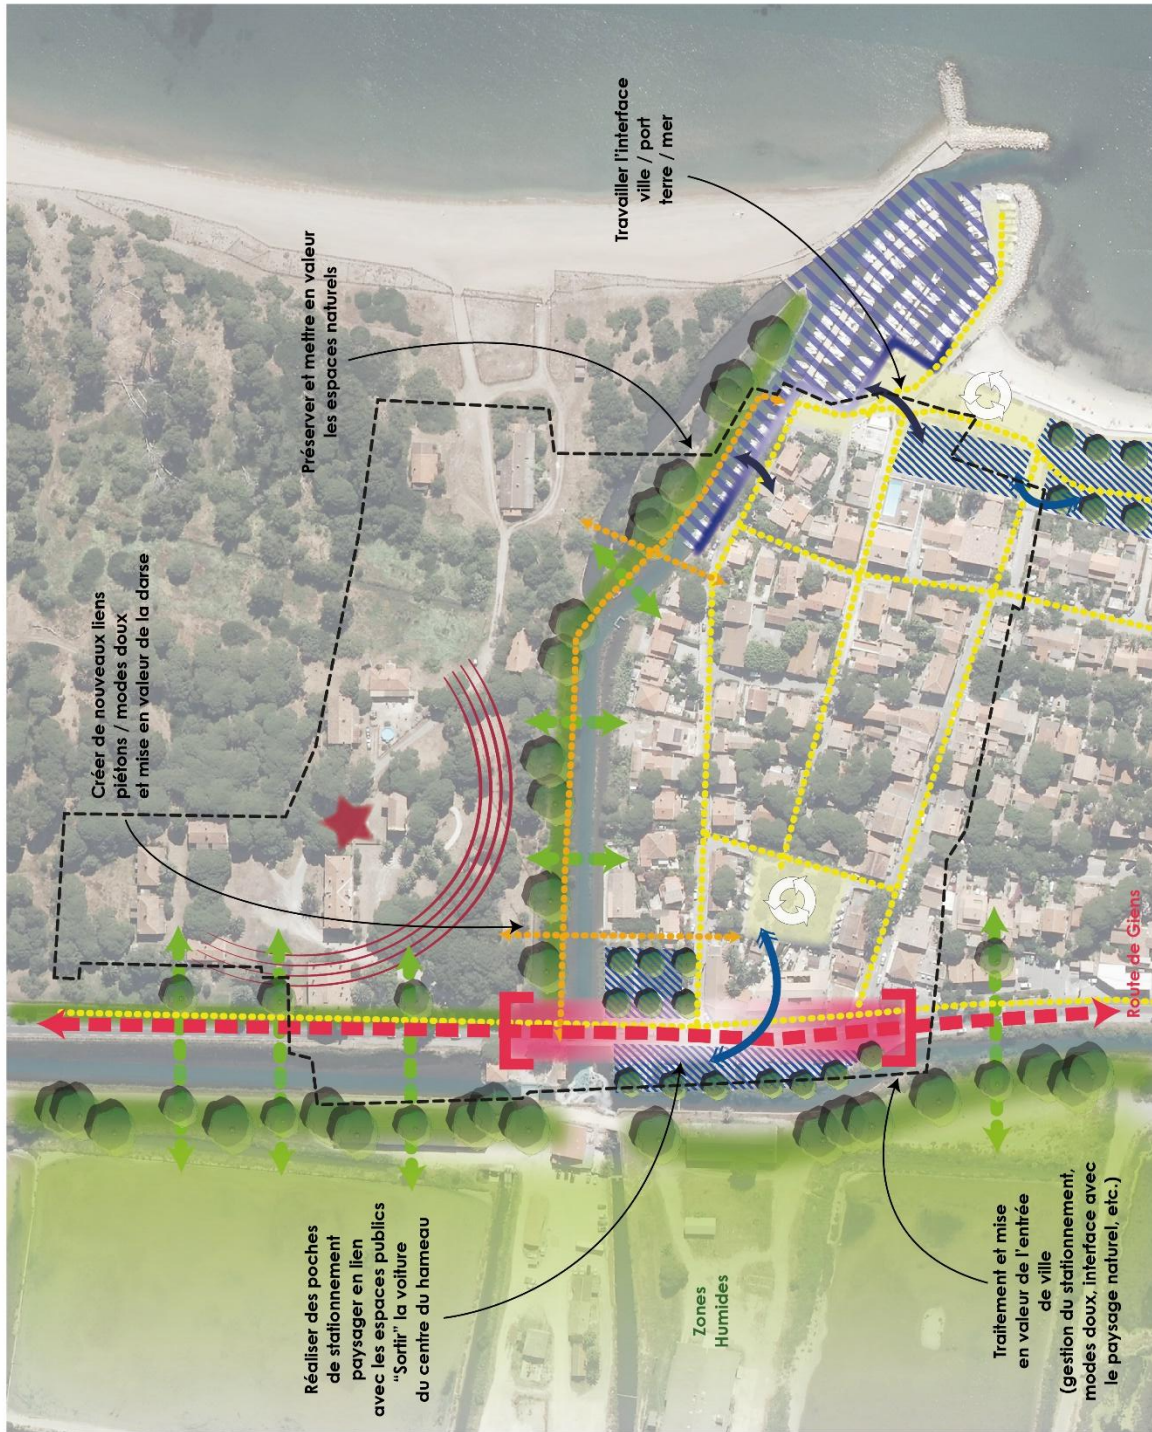 Créer de nouveaux liens
piétons / modes doux
et mise en valeur de la darse
Préserver et mettre en valeur
les espaces naturels
Travailler l'interface
ville / port
terre / mer
Réaliser des poches
de stationnement
paysager en lien
avec les espaces publics
"Sortir" la voiture
du centre du hameau
Zones
Humides
Traitement et mise
en valeur de l'entrée
de ville
(gestion du stationnement,
modes doux, interface avec
le paysage naturel, etc.)
Route de Giens